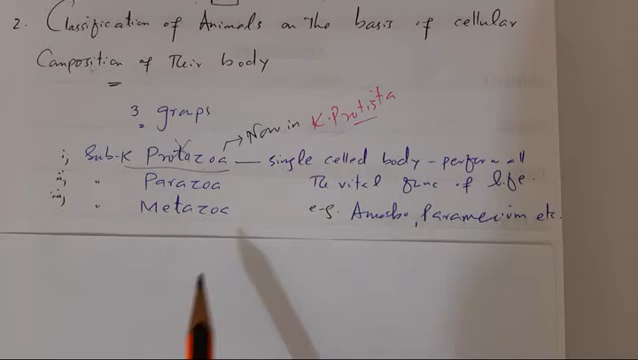 2. Classification of Animals on The basis of cellular
Composition of Their body
3 groups
→ Now in K. Protista
i, Sub-K Protozoa — single celled body - perform all
ii, " Parazoa The vital func of life.
iii, " Metazoa e.g. Amoeba, Paramecium etc.